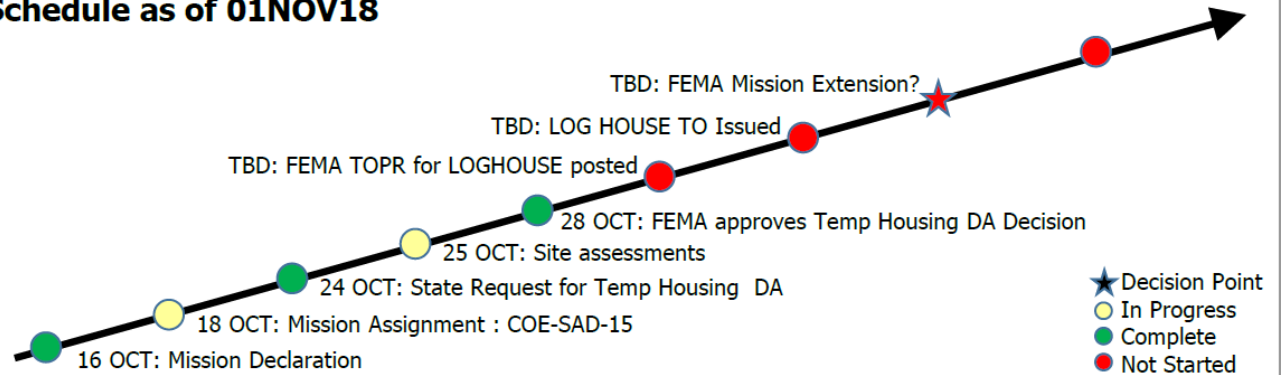 Schedule as of 01NOV18
TBD: FEMA Mission Extension?
TBD: LOG HOUSE TO Issued
TBD: FEMA TOPR for LOGHOUSE posted
28 OCT: FEMA approves Temp Housing DA Decision
25 OCT: Site assessments
24 OCT: State Request for Temp Housing  DA
18 OCT: Mission Assignment : COE-SAD-15
16 OCT: Mission Declaration
Decision Point
In Progress
Complete
Not Started